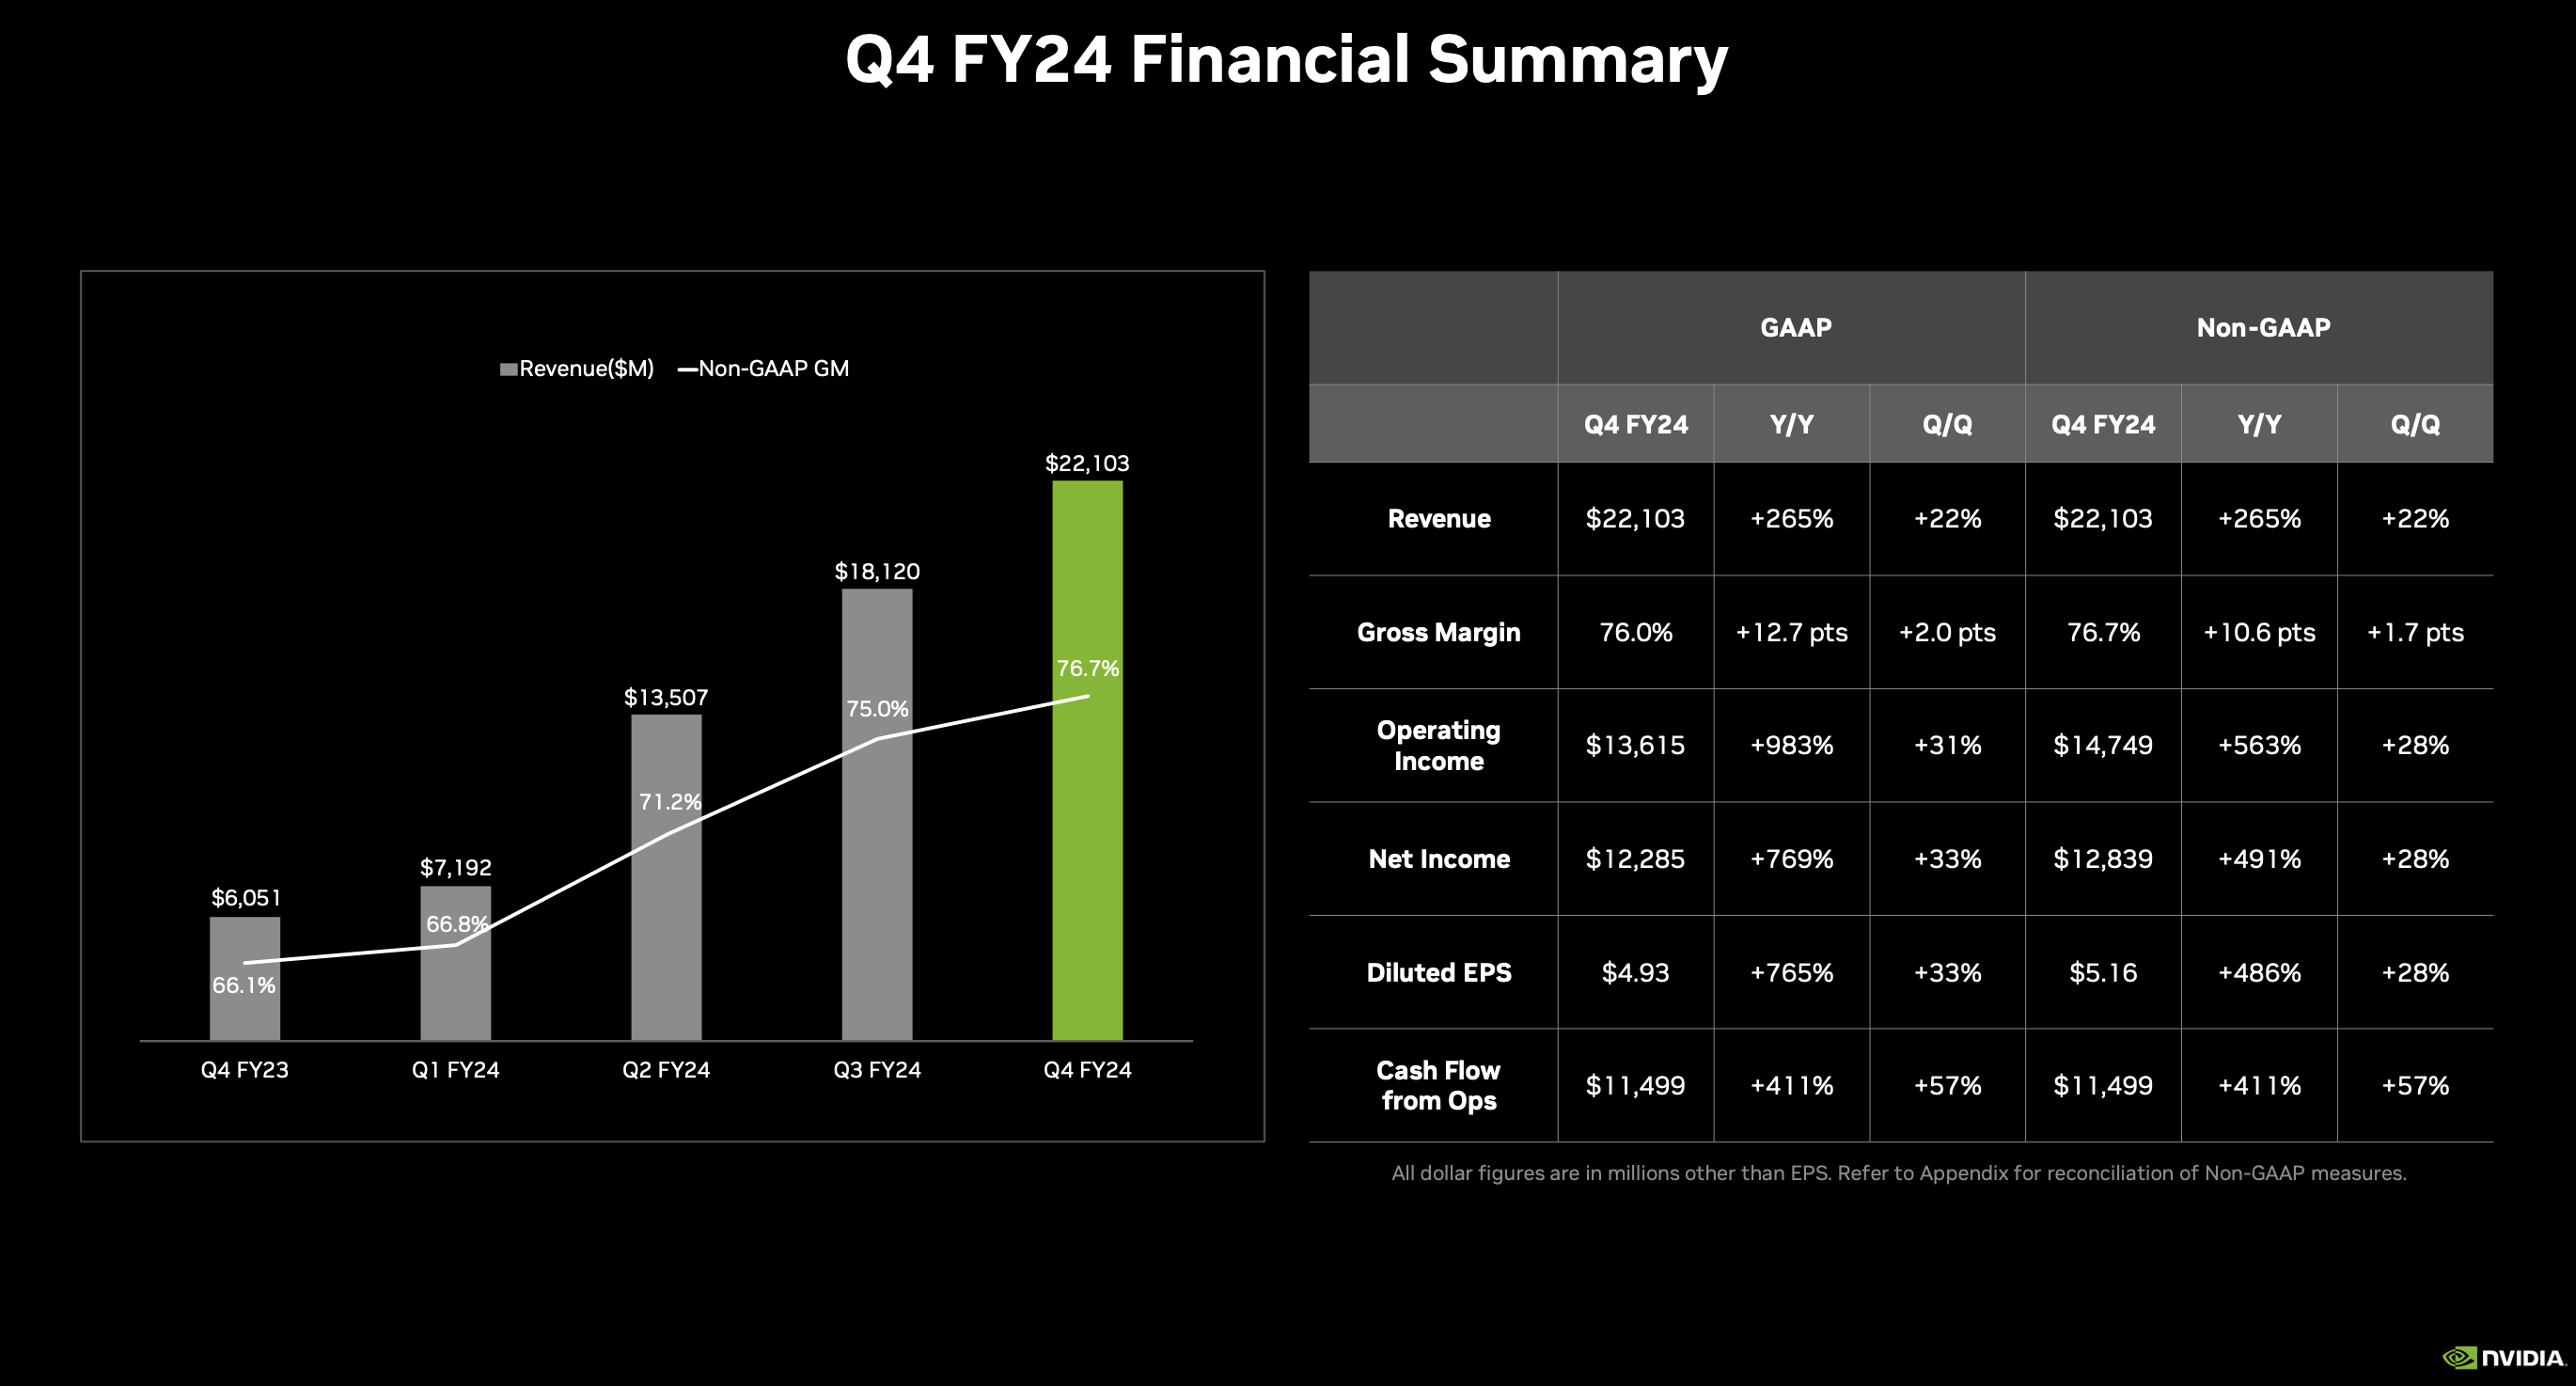 Q4 FY24 Financial Summary
Revenue($M) Non-GAAP GM
$6,051
$7,192
$13,507
$18,120
$22,103
66.1%
66.8%
71.2%
75.0%
76.7%
Q4 FY23 Q1 FY24 Q2 FY24 Q3 FY24 Q4 FY24
GAAP Non-GAAP
Q4 FY24 Y/Y Q/Q Q4 FY24 Y/Y Q/Q
Revenue $22,103 +265% +22% $22,103 +265% +22%
Gross Margin 76.0% +12.7 pts +2.0 pts 76.7% +10.6 pts +1.7 pts
Operating
Income $13,615 +983% +31% $14,749 +563% +28%
Net Income $12,285 +769% +33% $12,839 +491% +28%
Diluted EPS $4.93 +765% +33% $5.16 +486% +28%
Cash Flow
from Ops $11,499 +411% +57% $11,499 +411% +57%
All dollar figures are in millions other than EPS. Refer to Appendix for reconciliation of Non-GAAP measures.
NVIDIA